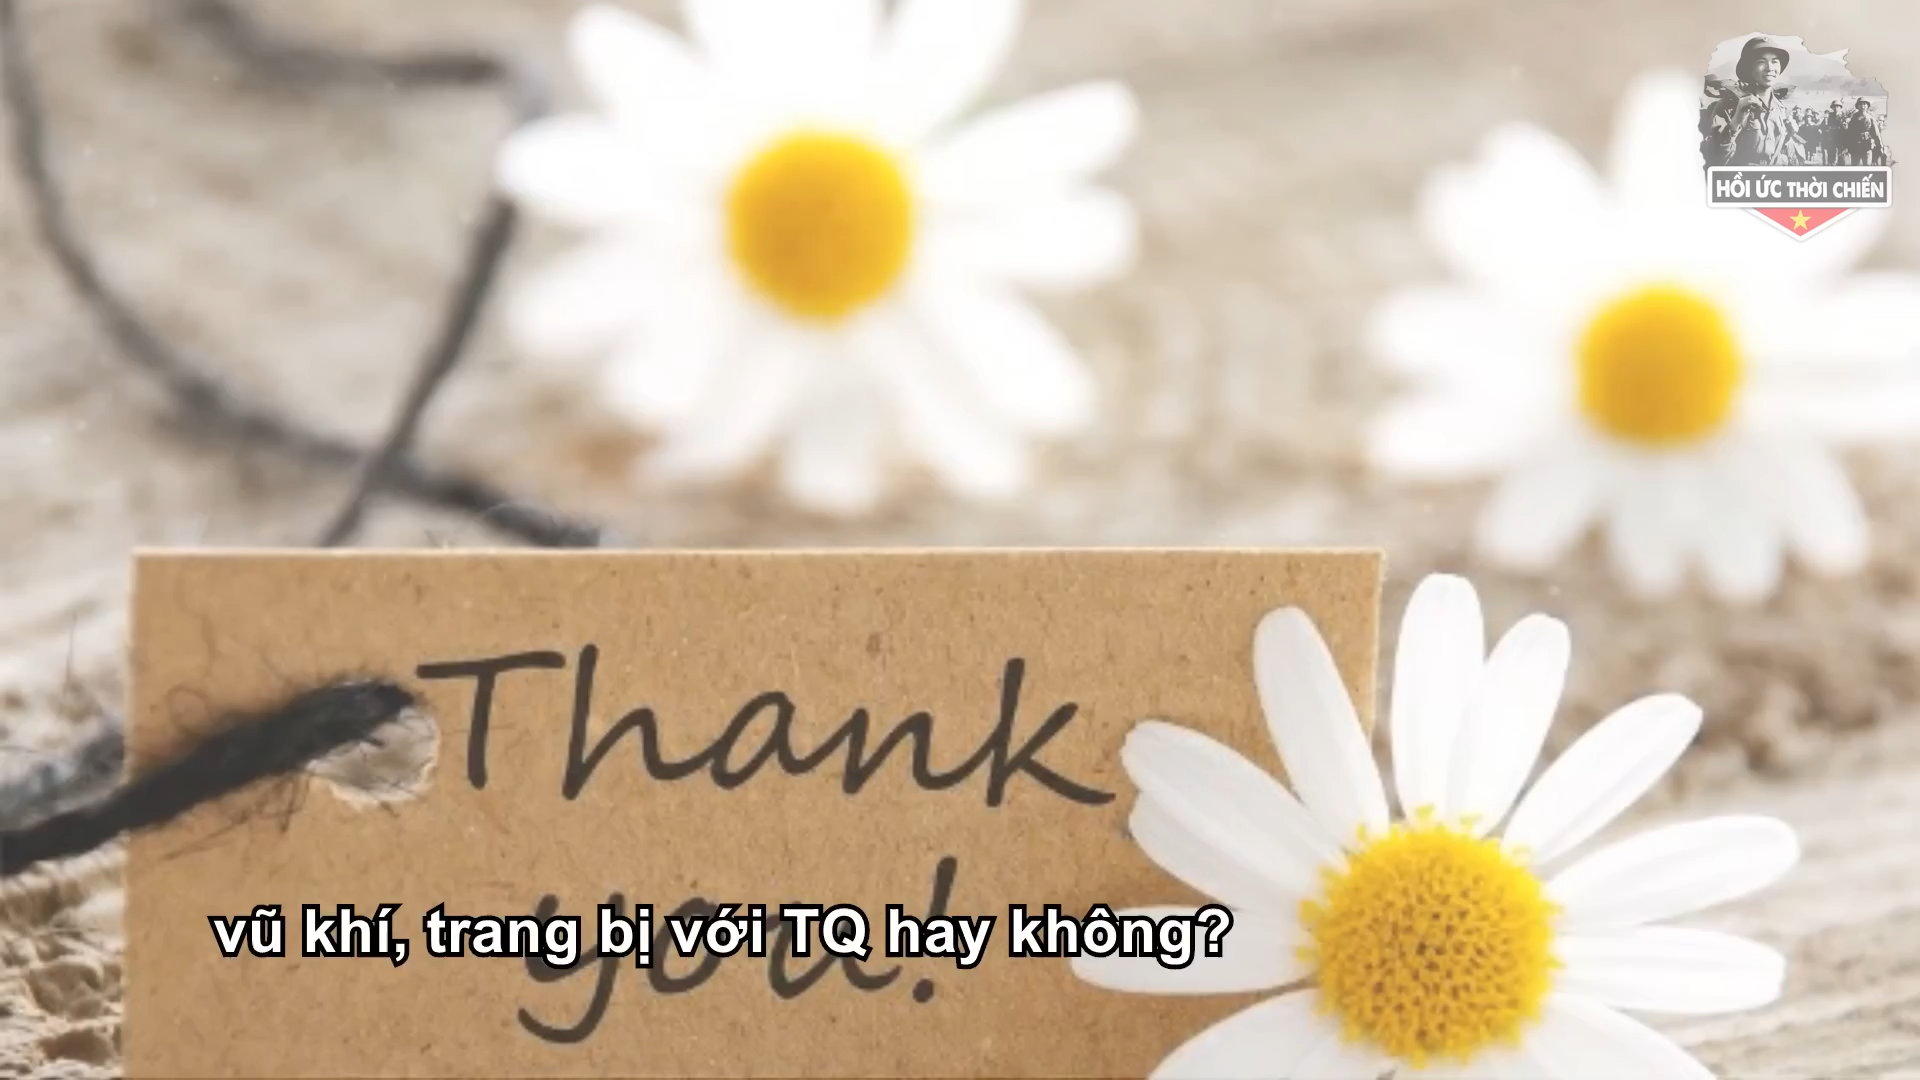 HỒI ỨC THỜI CHIẾN
Thank
you!
vũ khí, trang bị với TQ hay không?